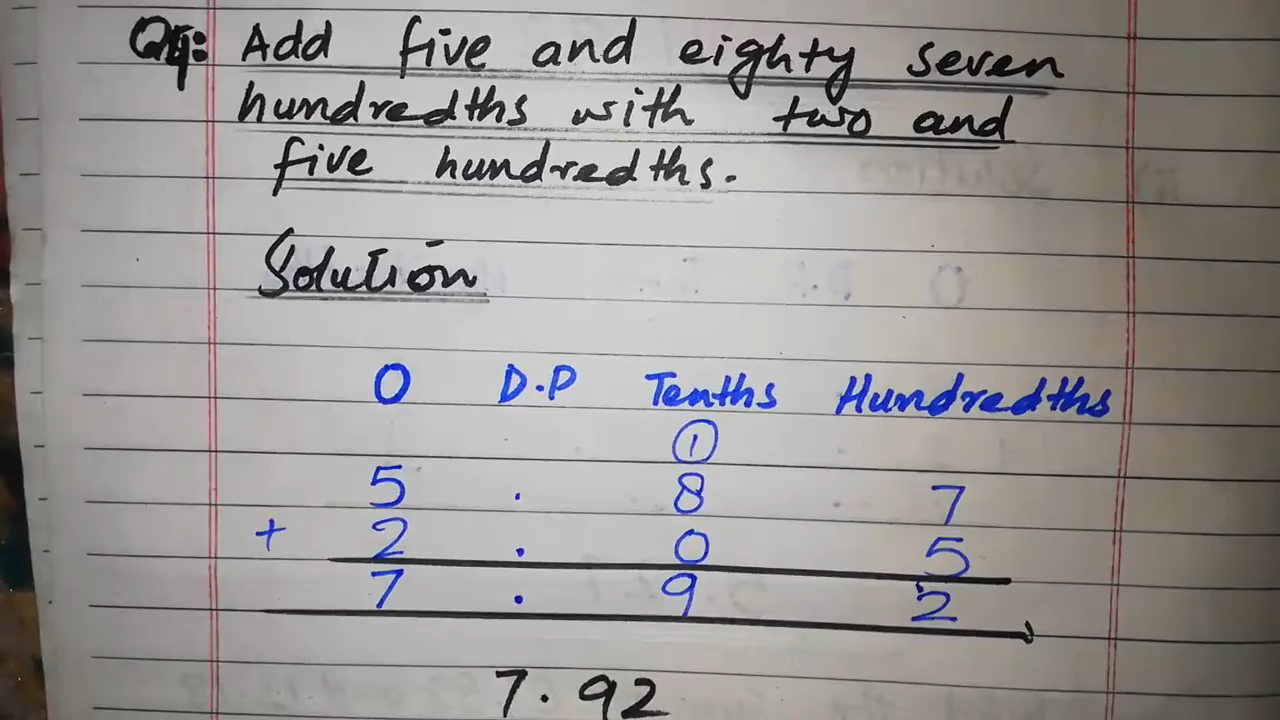 Q4: Add five and eighty seven
hundredths with two and
five hundredths.
Solution
O D.P Tenths Hundredths
1
5 . 8 7
+ 2 . 0 5
7 . 9 2
7.92